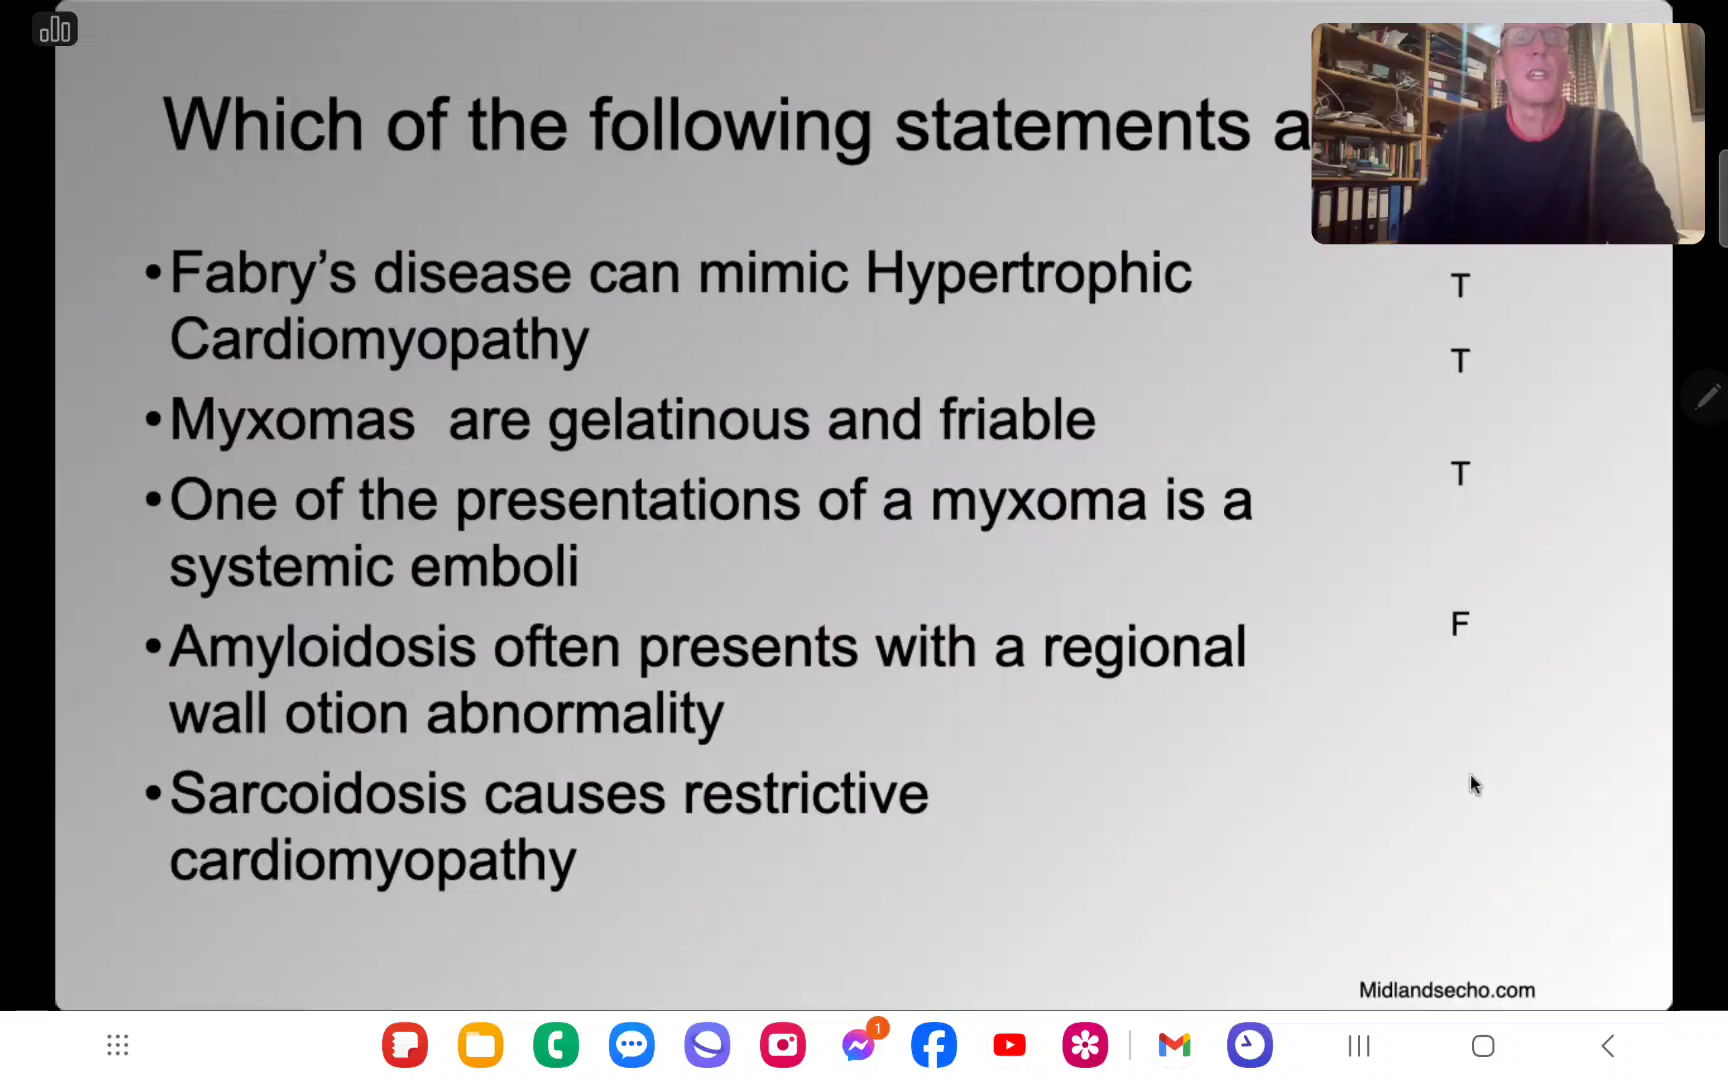 Which of the following statements a
•Fabry’s disease can mimic Hypertrophic
Cardiomyopathy
T
T
•Myxomas are gelatinous and friable
•One of the presentations of a myxoma is a
systemic emboli
T
•Amyloidosis often presents with a regional
wall otion abnormality
F
•Sarcoidosis causes restrictive
cardiomyopathy
Midlandsecho.com
1